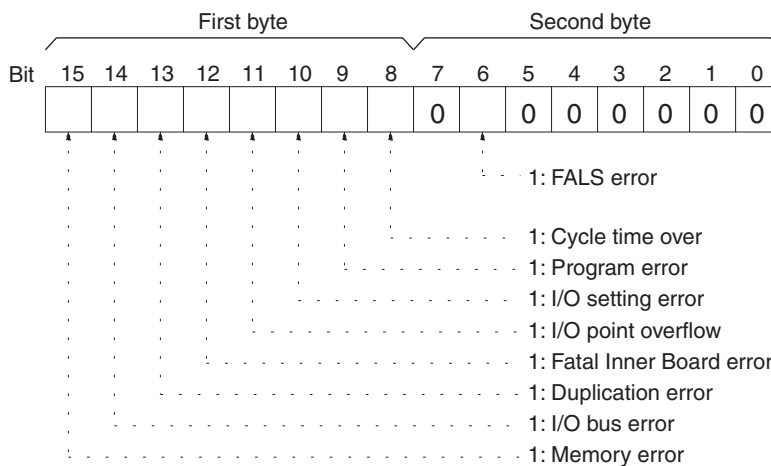 First byte Second byte
Bit 15 14 13 12 11 10 9 8 7 6 5 4 3 2 1 0
0 0 0 0 0 0 0
1: FALS error
1: Cycle time over
1: Program error
1: I/O setting error
1: I/O point overflow
1: Fatal Inner Board error
1: Duplication error
1: I/O bus error
1: Memory error